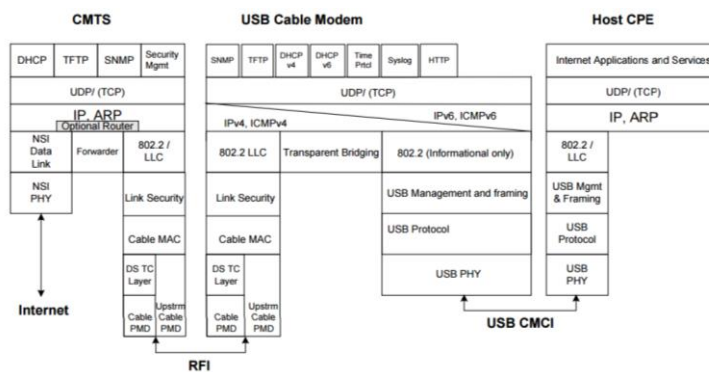 CMTS
USB Cable Modem
Host CPE
DHCP
TFTP
SNMP
Security
Mgmt
SNMP
TFTP
DHCP
v4
DHCP
v6
Time
Prtcl
Syslog
HTTP
Internet Applications and Services
UDP/ (TCP)
UDP/ (TCP)
UDP/ (TCP)
IP, ARP
Optional Router
IPv4, ICMPv4
IPv6, ICMPv6
IP, ARP
NSI
Data
Link
Forwarder
802.2 /
LLC
802.2 LLC
Transparent Bridging
802.2 (Informational only)
802.2 /
LLC
NSI
PHY
Link Security
Link Security
USB Management and framing
USB Mgmt
& Framing
Cable MAC
Cable MAC
USB Protocol
USB
Protocol
DS TC
Layer
DS TC
Layer
USB PHY
USB
PHY
Internet
Cable
PMD
Upstrm
Cable
PMD
Cable
PMD
Upstrm
Cable
PMD
USB CMCI
RFI